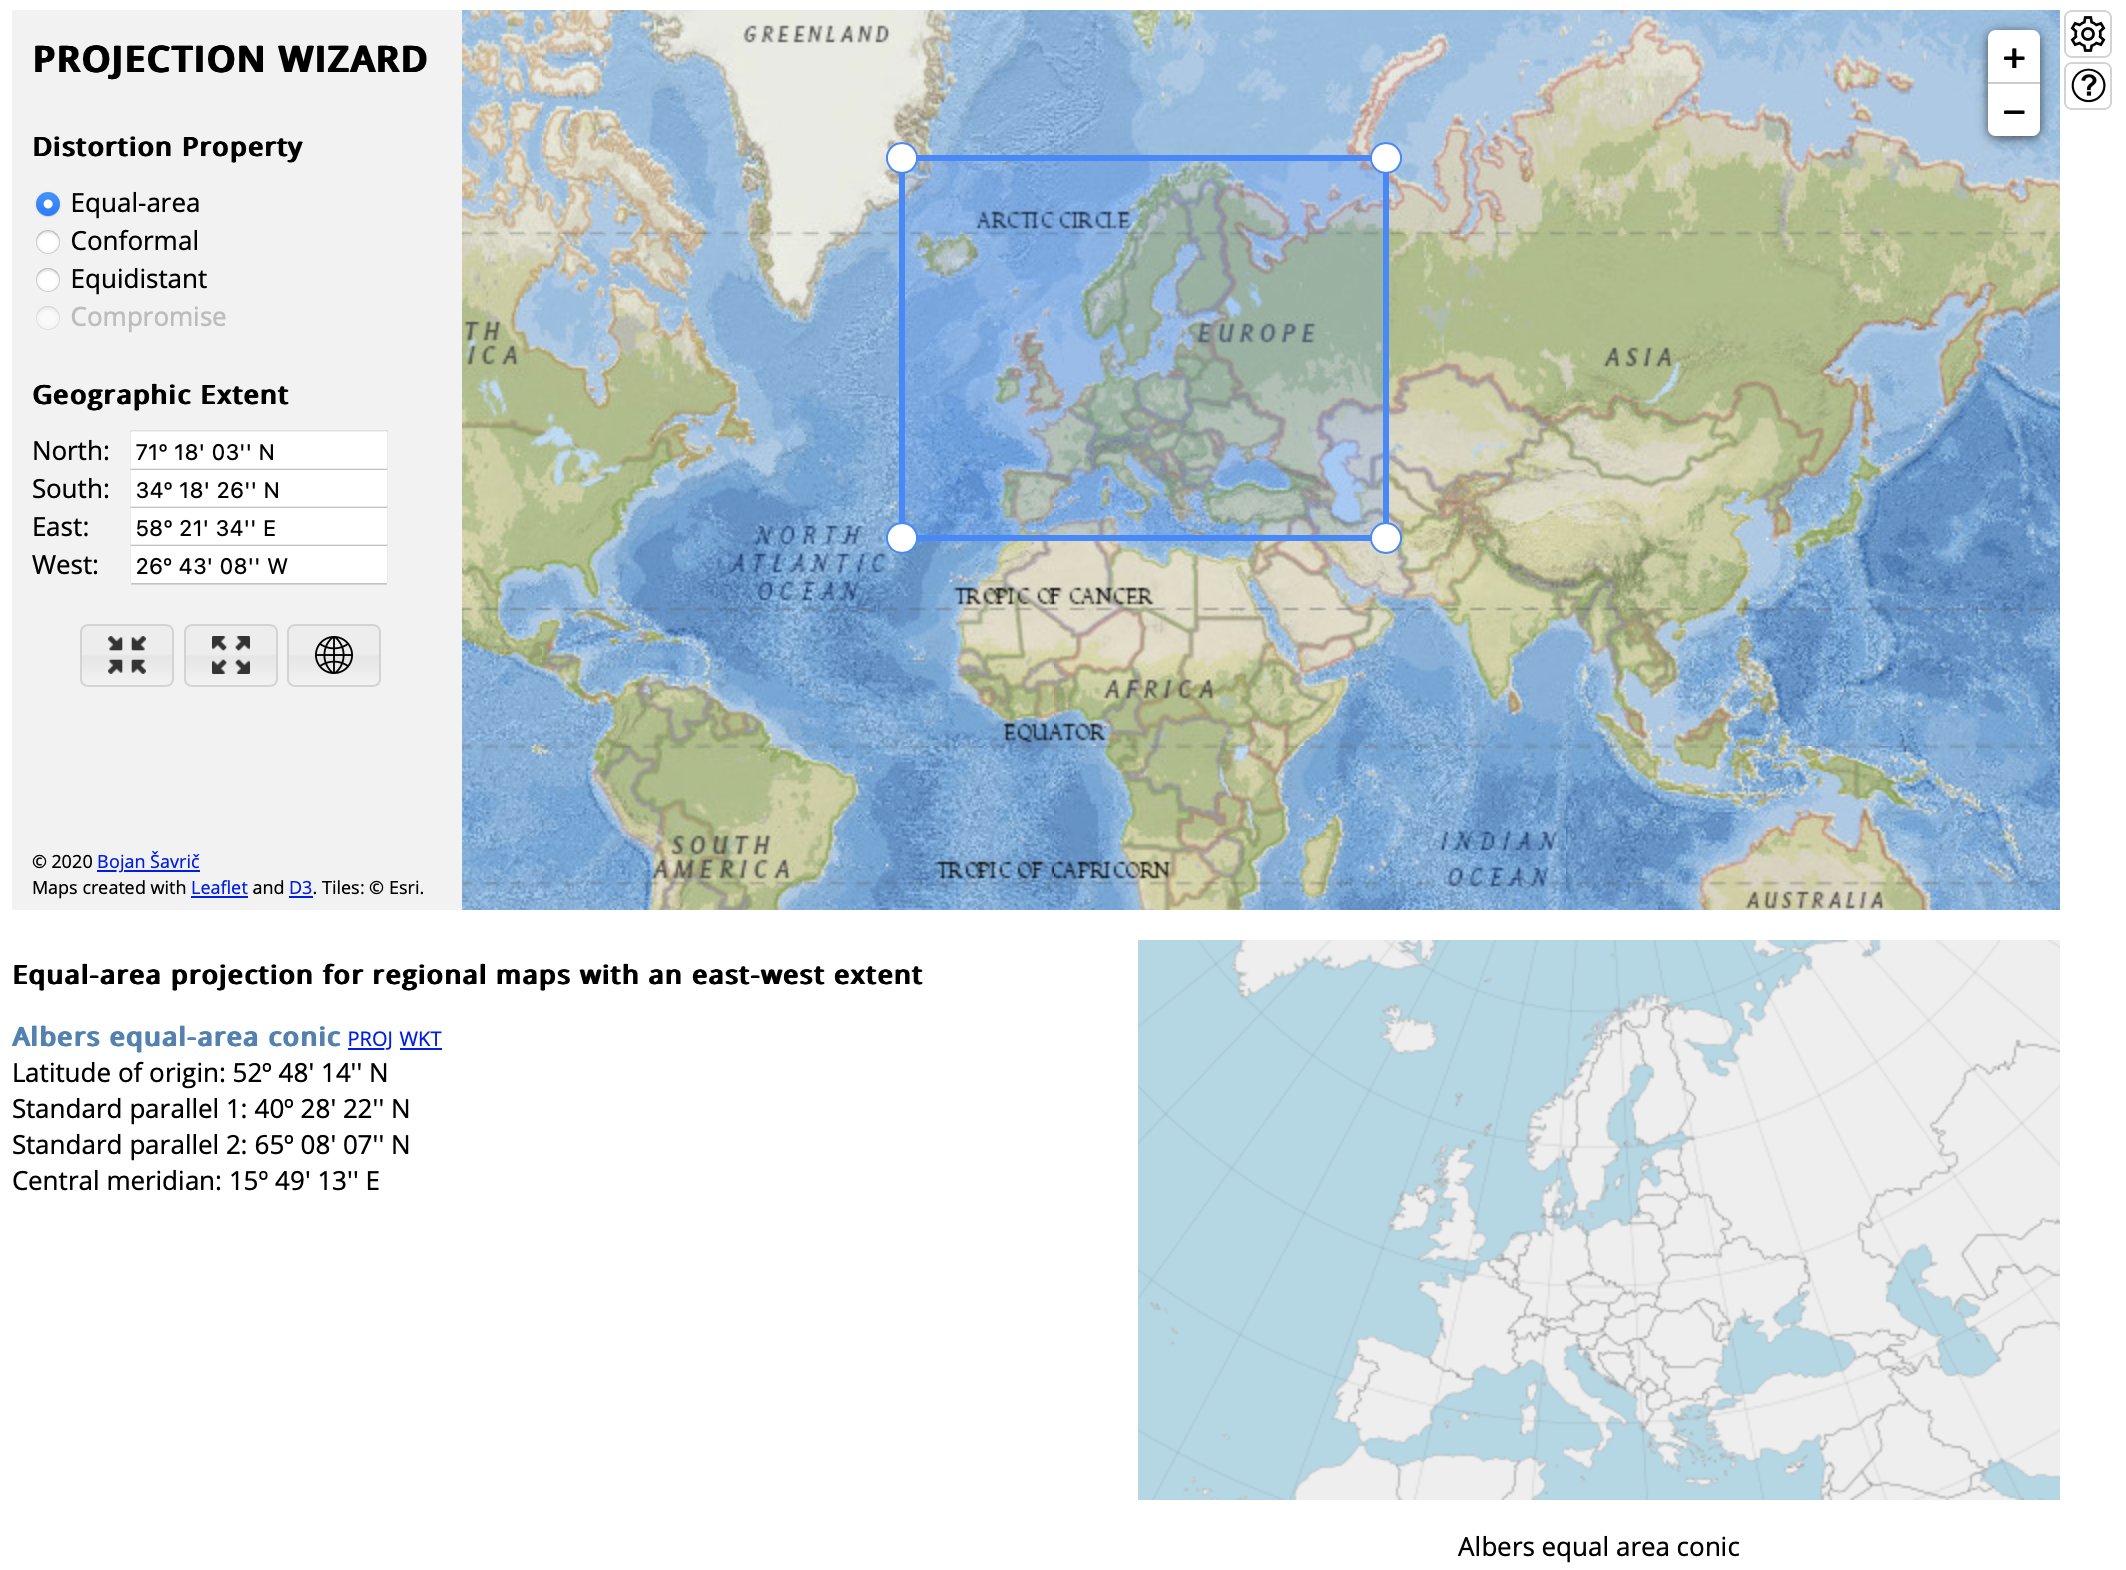 PROJECTION WIZARD
Distortion Property
Equal-area
Conformal
Equidistant
Compromise
Geographic Extent
North: 71° 18' 03'' N
South: 34° 18' 26'' N
East: 58° 21' 34'' E
West: 26° 43' 08'' W
© 2020 Bojan Šavrič
Maps created with Leaflet and D3. Tiles: © Esri.
GREENLAND
ARCTIC CIRCLE
TH
ICA
EUROPE
ASIA
NORTH
ATLANTIC
OCEAN
TROPIC OF CANCER
AFRICA
EQUATOR
SOUTH
AMERICA
TROPIC OF CAPRICORN
INDIAN
OCEAN
AUSTRALIA
+
−
?
Equal-area projection for regional maps with an east-west extent
Albers equal-area conic PROJ WKT
Latitude of origin: 52° 48' 14'' N
Standard parallel 1: 40° 28' 22'' N
Standard parallel 2: 65° 08' 07'' N
Central meridian: 15° 49' 13'' E
Albers equal area conic